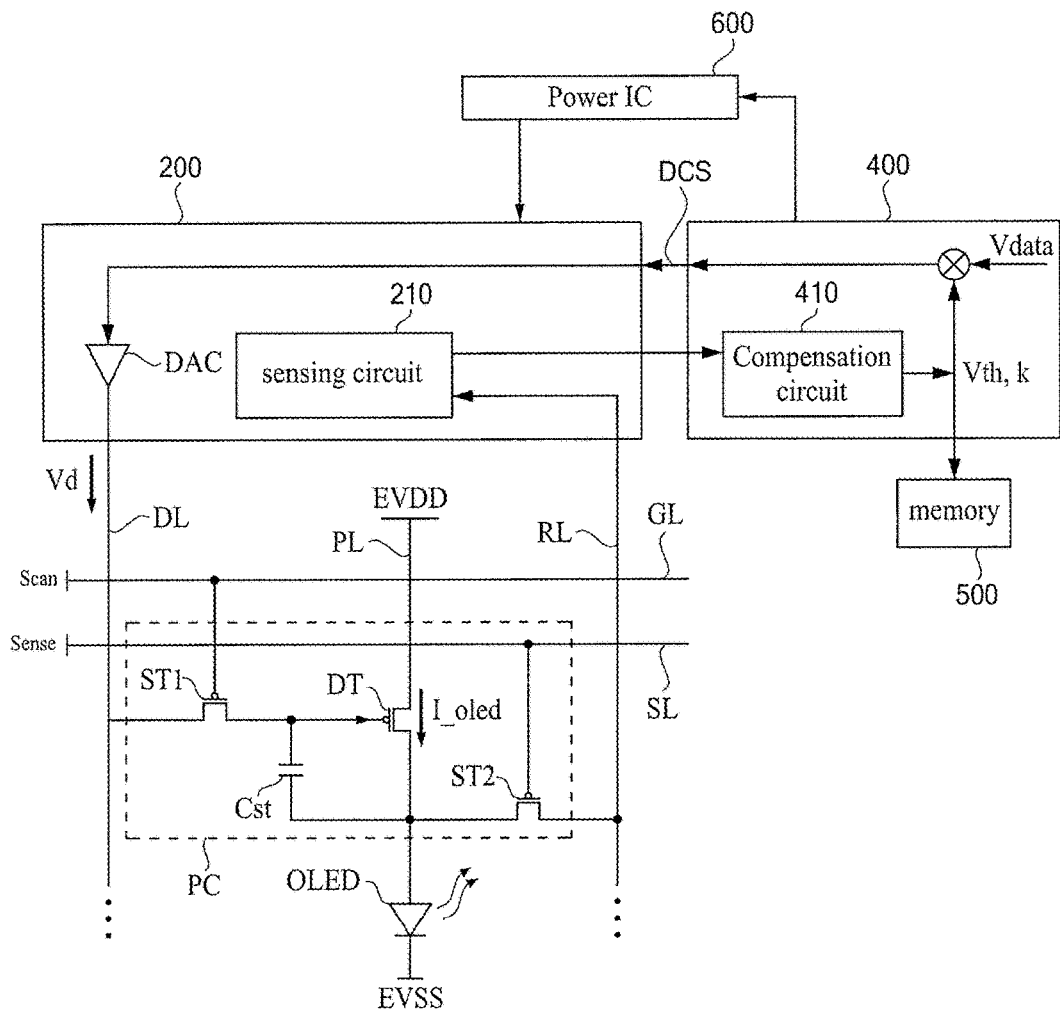 600
Power IC
200
DCS
400
Vdata
210
410
DAC
sensing circuit
Compensation
circuit
Vth, k
Vd
EVDD
memory
DL
PL
RL
GL
500
Scan
Sense
ST1
DT
I_oled
SL
ST2
Cst
PC
OLED
EVSS